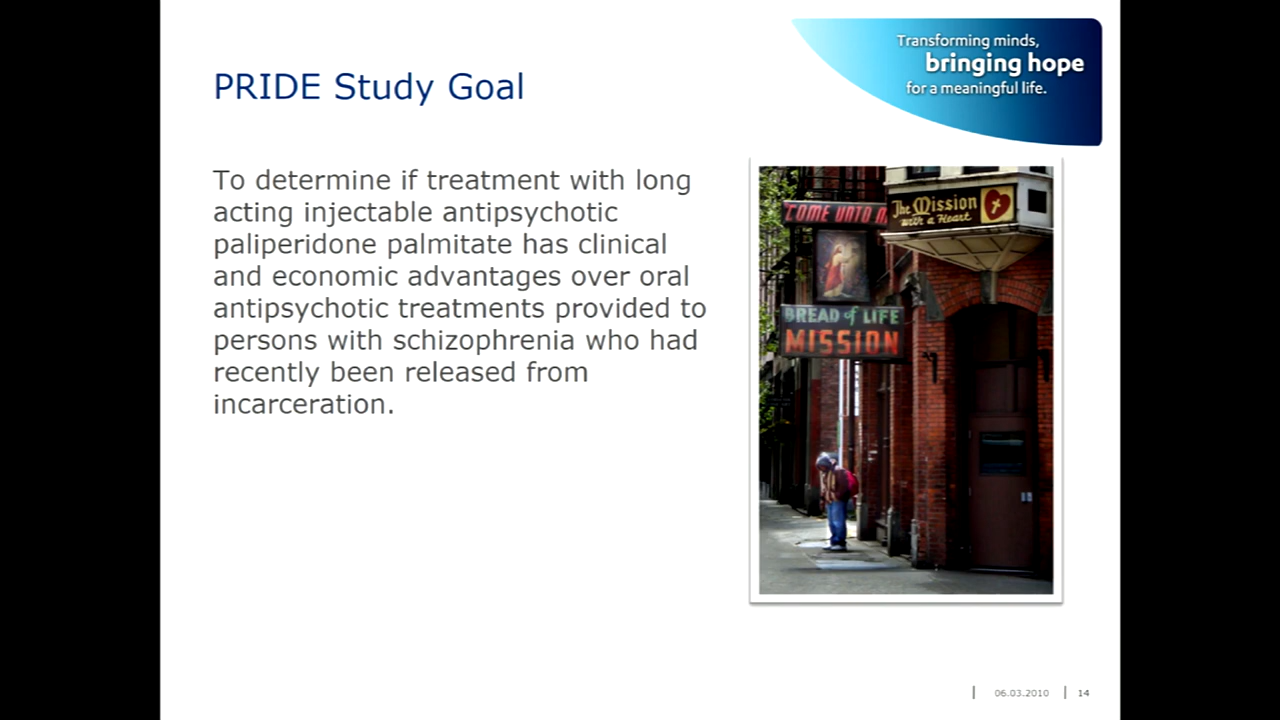 Transforming minds,
bringing hope
for a meaningful life.
PRIDE Study Goal
To determine if treatment with long
acting injectable antipsychotic
paliperidone palmitate has clinical
and economic advantages over oral
antipsychotic treatments provided to
persons with schizophrenia who had
recently been released from
incarceration.
COME UNTO
The Mission
with a Heart
BREAD of LIFE
MISSION
06.03.2010
14